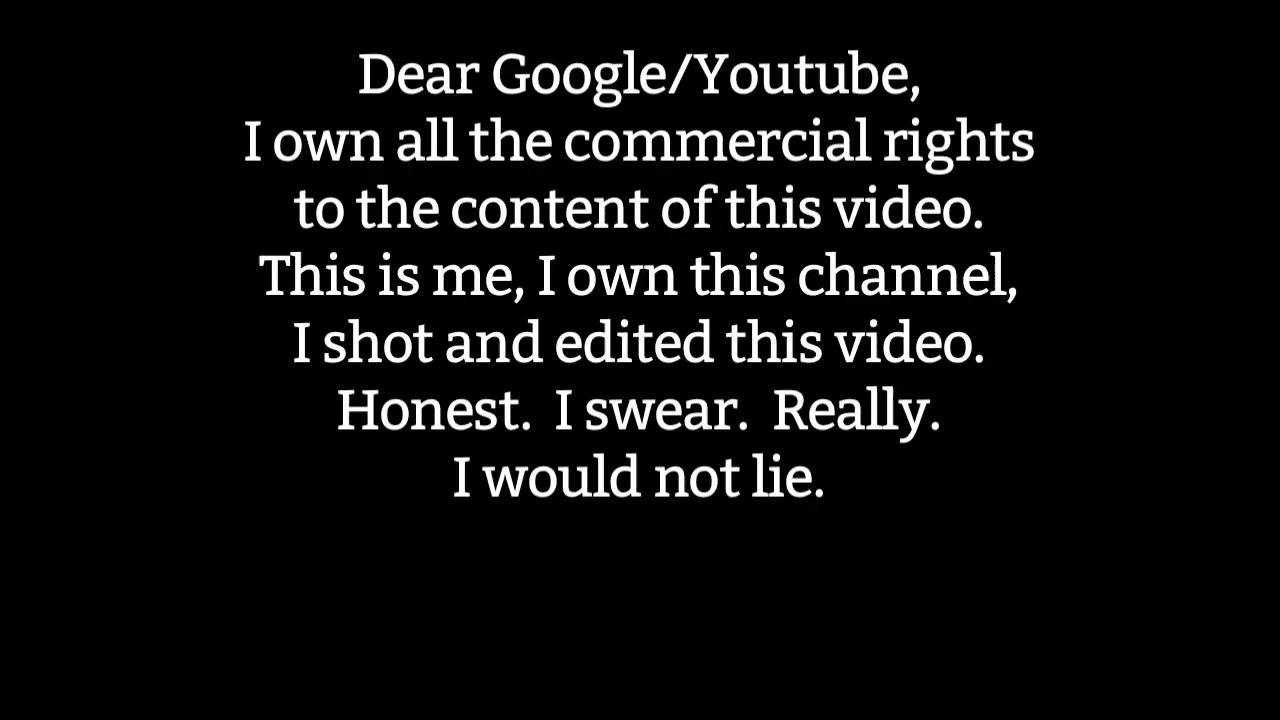 Dear Google/Youtube,
I own all the commercial rights
to the content of this video.
This is me, I own this channel,
I shot and edited this video.
Honest.  I swear.  Really.
I would not lie.